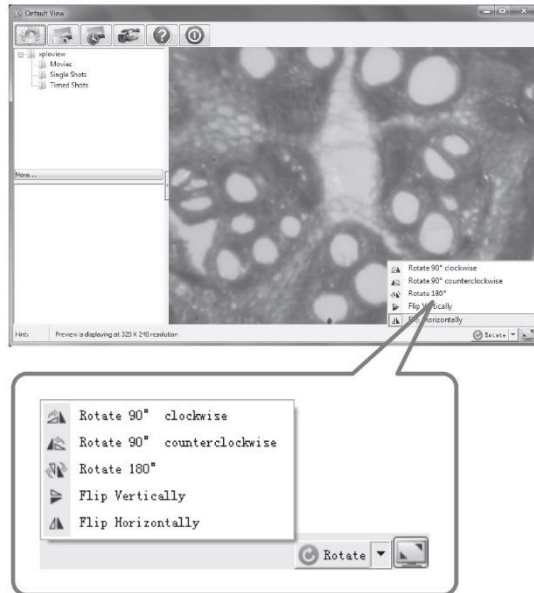 Default View
xploview
Movies
Single Shots
Timed Shots
More...
Rotate 90° clockwise
Rotate 90° counterclockwise
Rotate 180°
Flip Vertically
Flip Horizontally
Hints
Preview is displaying at 320 X 240 resolution
Rotate
Rotate 90° clockwise
Rotate 90° counterclockwise
Rotate 180°
Flip Vertically
Flip Horizontally
Rotate